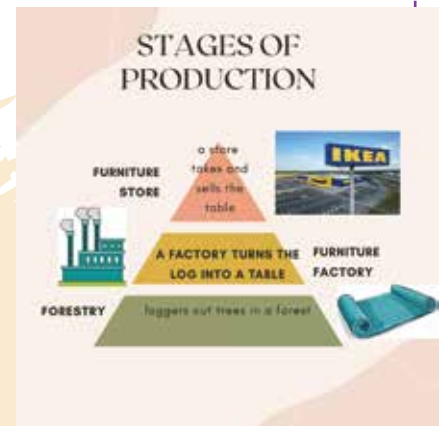 STAGES OF
PRODUCTION
a store
takes and
sells the
table
FURNITURE
STORE
IKEA
A FACTORY TURNS THE
LOG INTO A TABLE
FURNITURE
FACTORY
FORESTRY
loggers cut trees in a forest